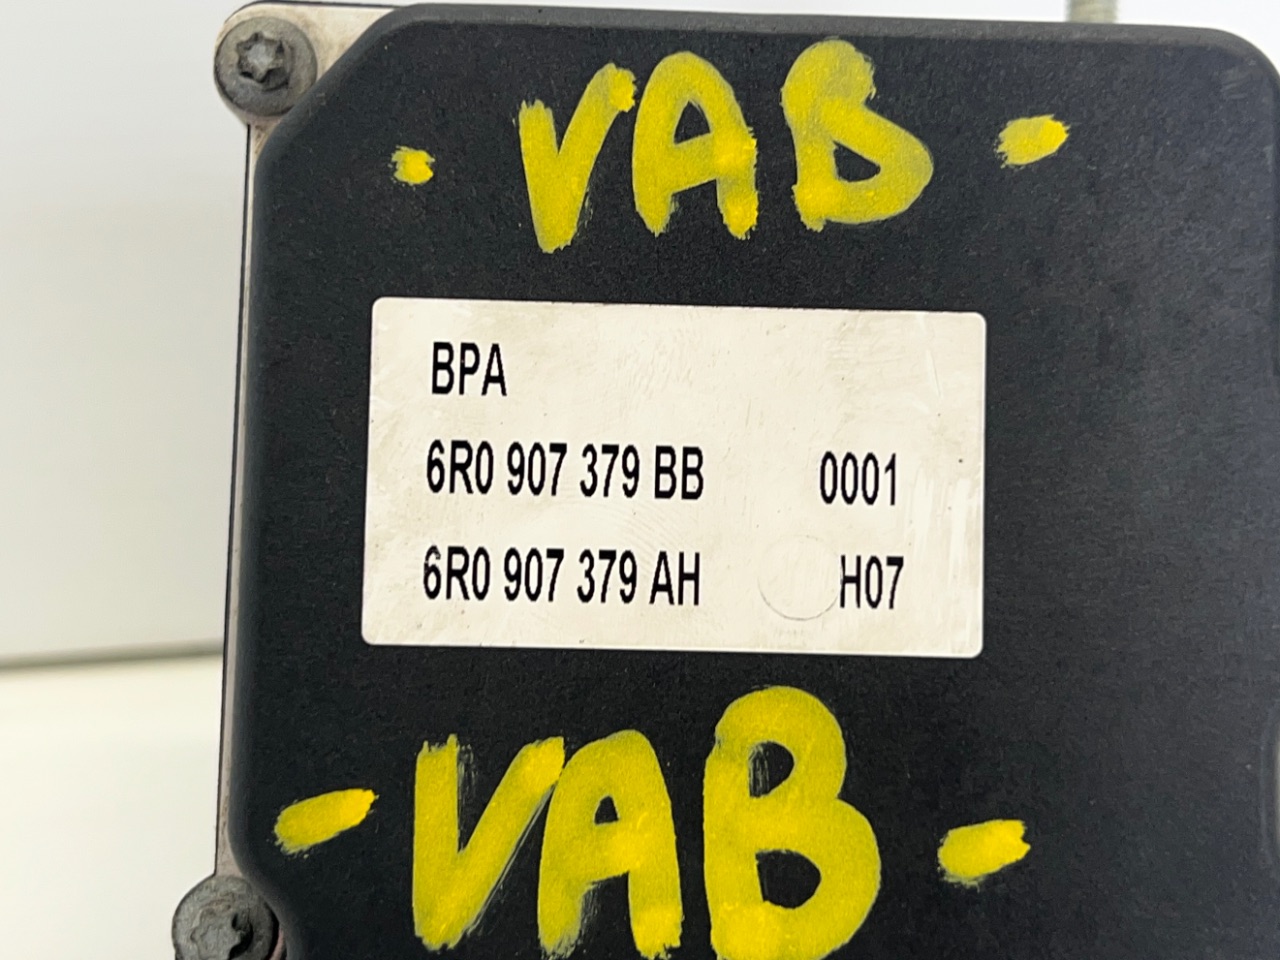 · VAB -
BPA
6R0 907 379 BB 0001
6R0 907 379 AH H07
- VAB -